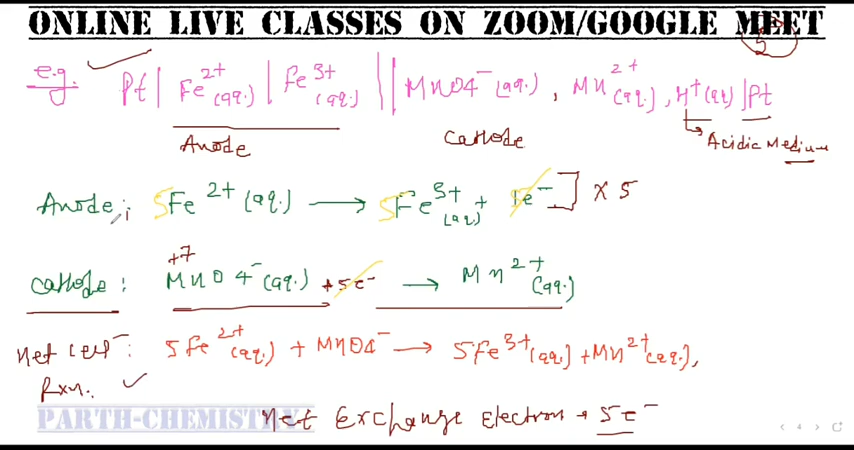 ONLINE LIVE CLASSES ON ZOOM/GOOGLE MEET
5
e.g. Pt | Fe²⁺(aq.) | Fe³⁺(aq.) || MnO4⁻(aq.), Mn²⁺(aq.), H⁺(aq) | Pt
Anode Cathode → Acidic Medium
Anode: 5Fe²⁺(aq.) → 5Fe³⁺(aq.) + 5e⁻] × 5
+7
Cathode: MnO4⁻(aq.) + 5e⁻ → Mn²⁺(aq.)
Net cell: 5Fe²⁺(aq.) + MnO4⁻ → 5Fe³⁺(aq.) + Mn²⁺(aq.),
Rxn.
PARTH-CHEMISTRY
Net Exchange Electron → 5e⁻
4